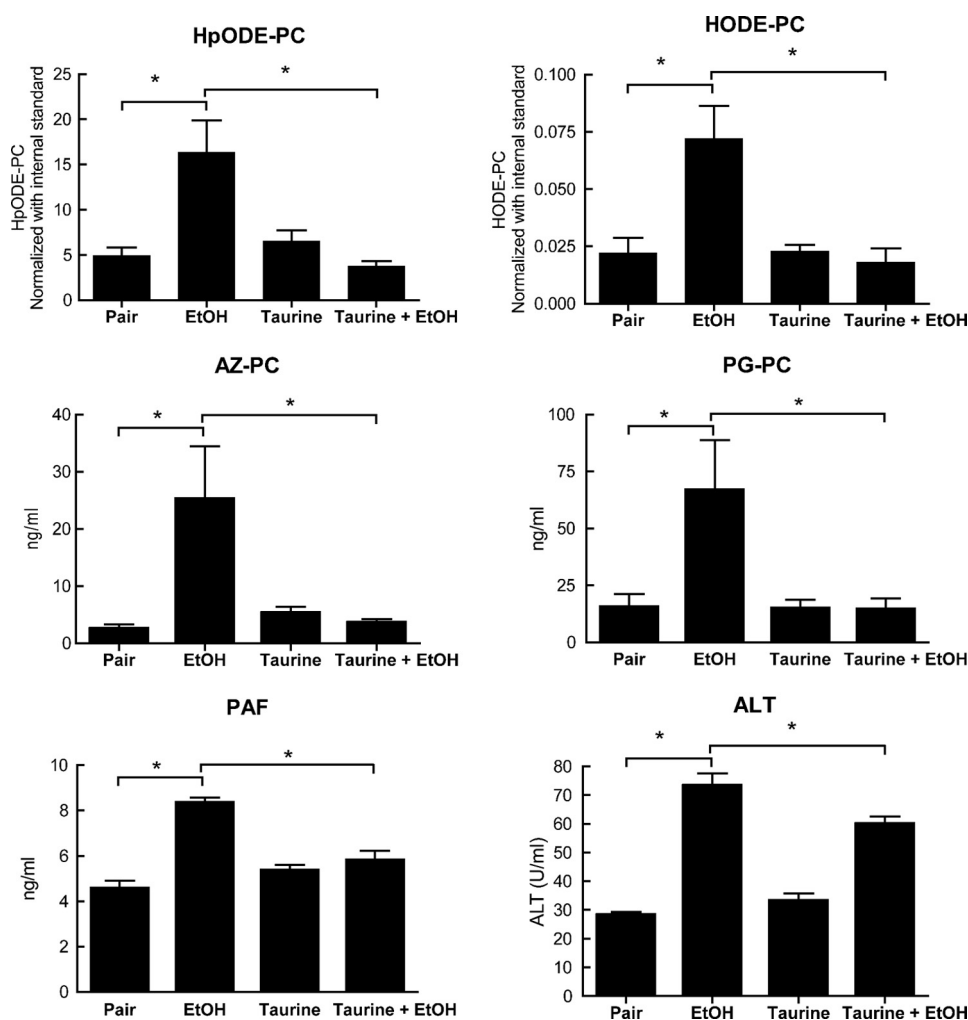 HpODE-PC
HODE-PC
*
*
*
*
HpODE-PC
Normalized with internal standard
25
20
15
10
5
0
HODE-PC
Normalized with internal standard
0.100
0.075
0.050
0.025
0.000
Pair EtOH Taurine Taurine + EtOH
Pair EtOH Taurine Taurine + EtOH
AZ-PC
PG-PC
*
*
*
*
ng/ml
40
30
20
10
0
ng/ml
100
75
50
25
0
Pair EtOH Taurine Taurine + EtOH
Pair EtOH Taurine Taurine + EtOH
PAF
ALT
*
*
*
*
ng/ml
10
8
6
4
2
0
ALT (U/ml)
80
70
60
50
40
30
20
10
0
Pair EtOH Taurine Taurine + EtOH
Pair EtOH Taurine Taurine + EtOH